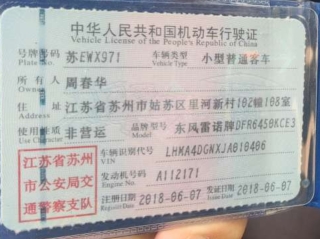 中华人民共和国机动车行驶证
Vehicle License of the People's Republic of China
号牌号码 苏EWX971 车辆类型 小型普通客车
Plate No. Vehicle Type
所有人 周春华
Owner
住址 江苏省苏州市姑苏区里河新村102幢108室
Address
使用性质 非营运 品牌型号 东风雷诺牌DFR6450KCE3
Use Character Model
江苏省苏州
市公安局交
通警察支队
车辆识别代号 LHMA4DGNXJA010406
VIN
发动机号码 A112171
Engine No.
注册日期 2018-06-07 发证日期 2018-06-07
Register Date Issue Date